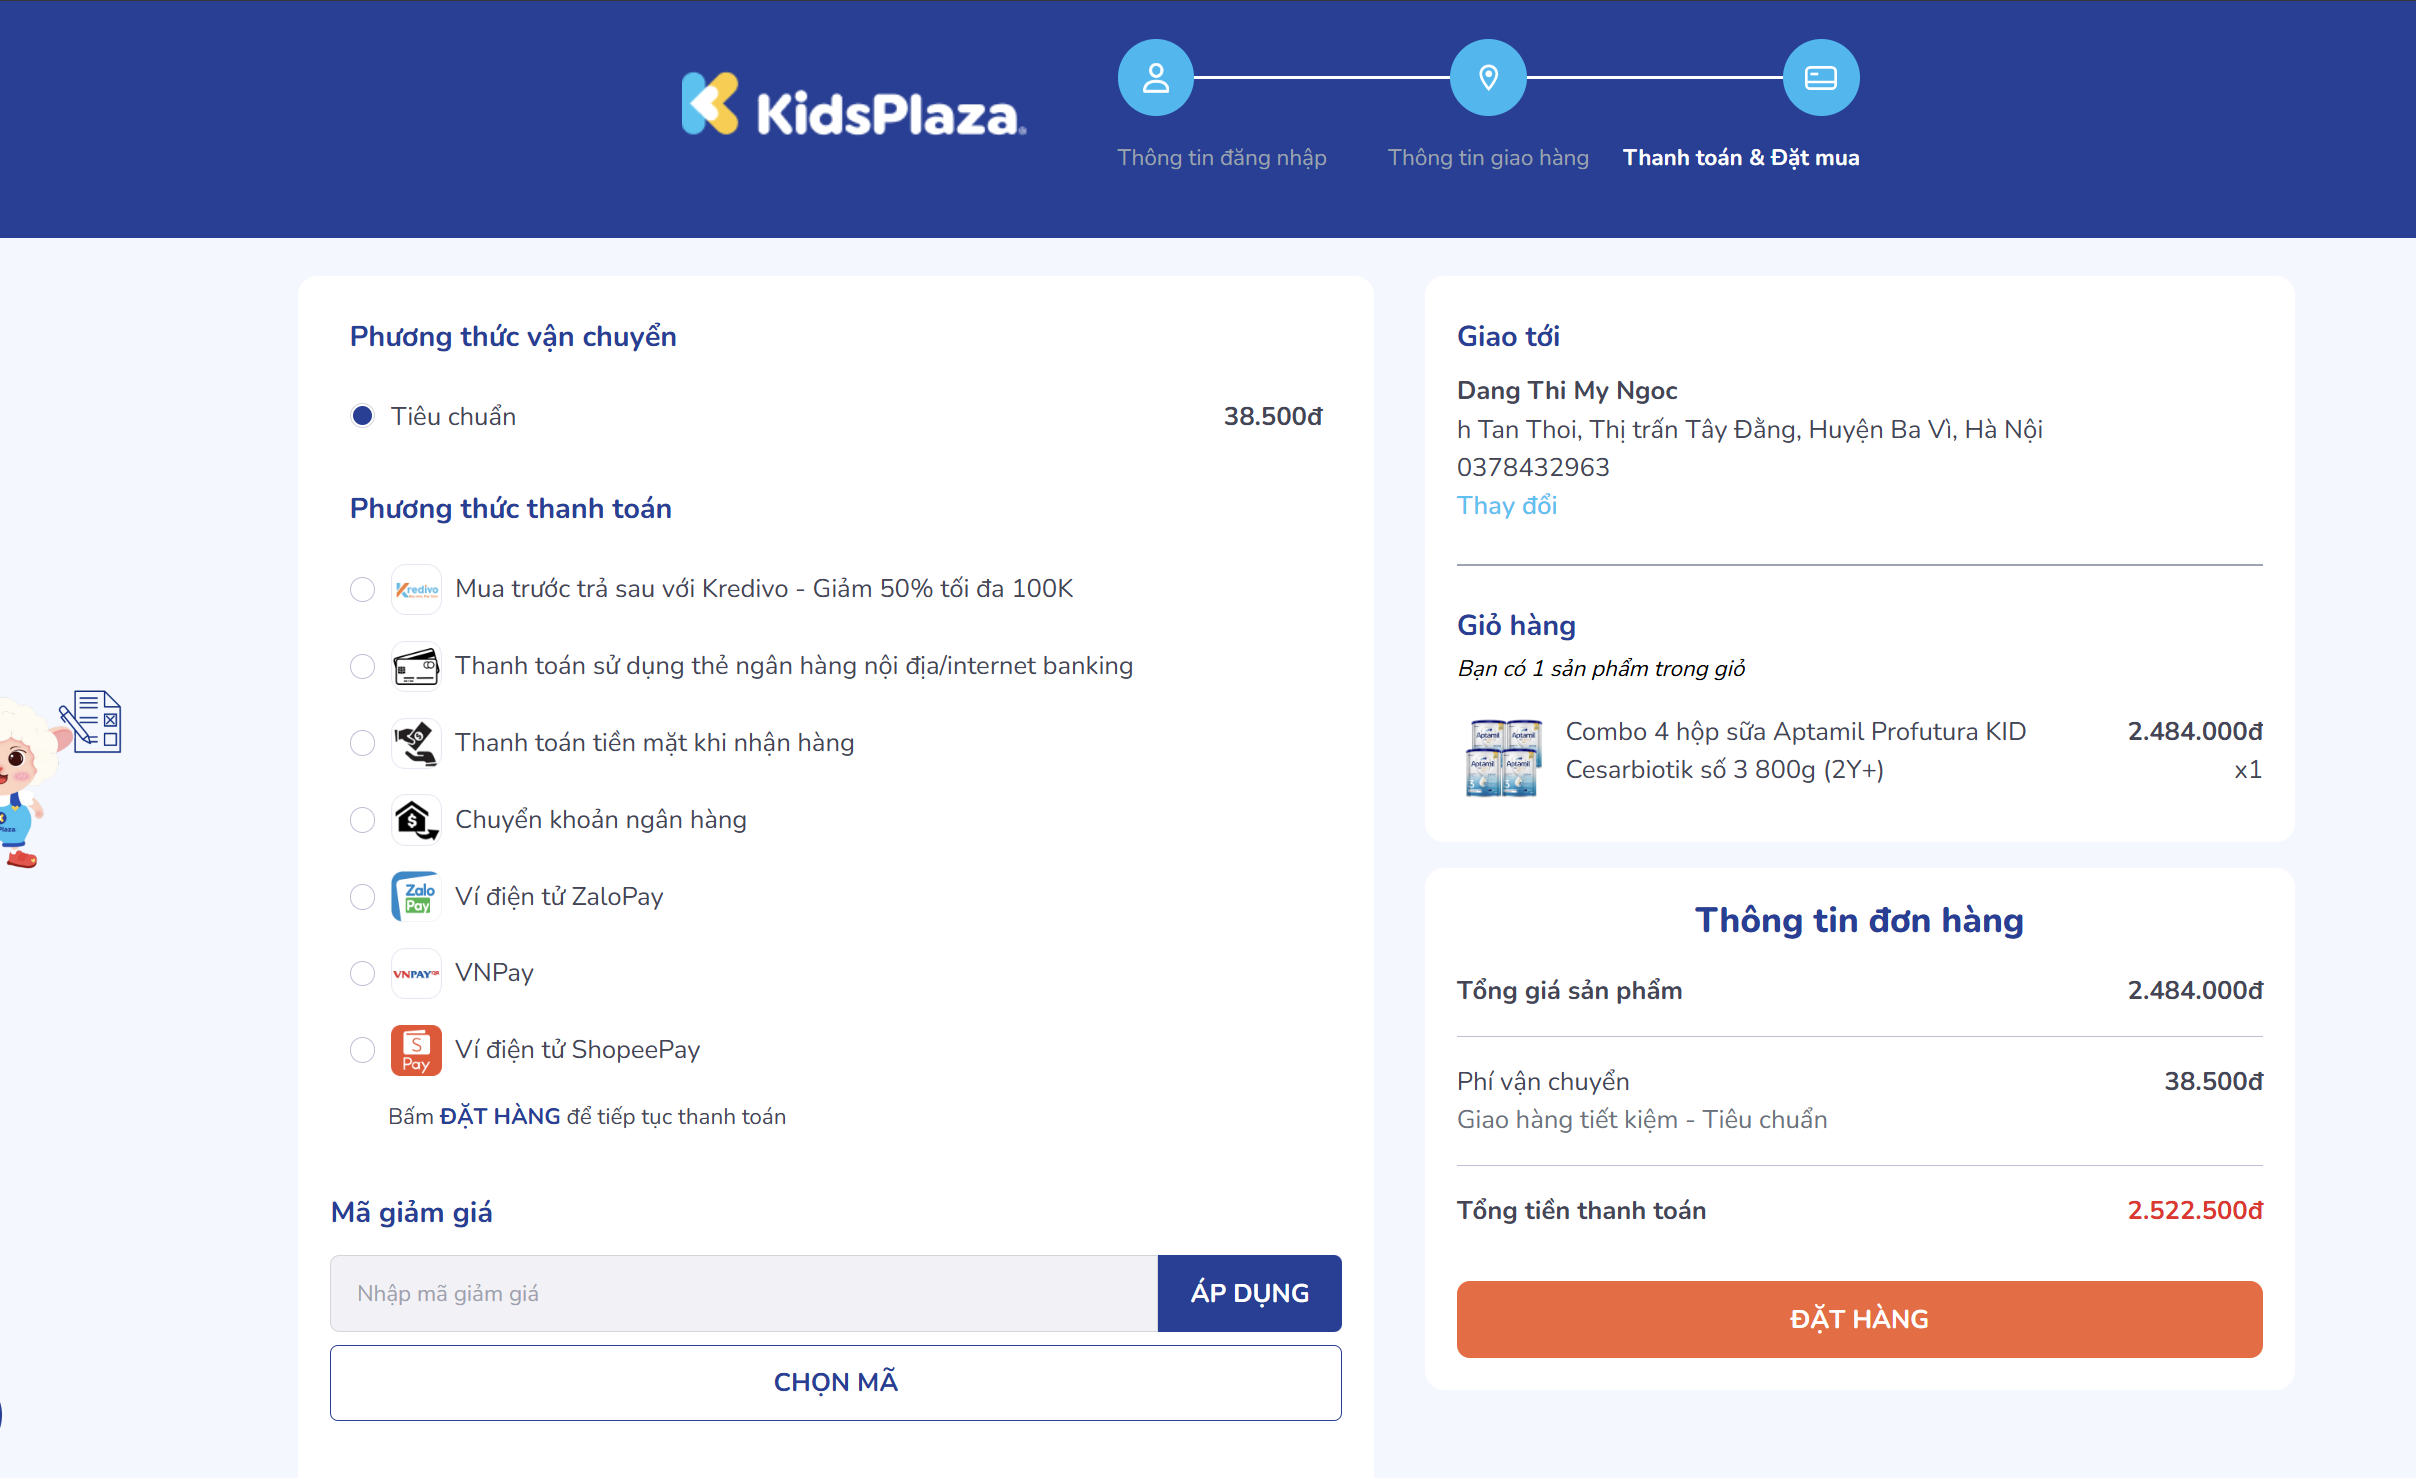 KidsPlaza
Thông tin đăng nhập
Thông tin giao hàng
Thanh toán & Đặt mua
Phương thức vận chuyển
Tiêu chuẩn 38.500đ
Phương thức thanh toán
Kredivo
Mua trước trả sau với Kredivo - Giảm 50% tối đa 100K
Thanh toán sử dụng thẻ ngân hàng nội địa/internet banking
Thanh toán tiền mặt khi nhận hàng
Chuyển khoản ngân hàng
Zalo
Pay
Ví điện tử ZaloPay
VNPAYQR
VNPay
S
Pay
Ví điện tử ShopeePay
Bấm ĐẶT HÀNG để tiếp tục thanh toán
Mã giảm giá
Nhập mã giảm giá
ÁP DỤNG
CHỌN MÃ
Giao tới
Dang Thi My Ngoc
h Tan Thoi, Thị trấn Tây Đằng, Huyện Ba Vì, Hà Nội
0378432963
Thay đổi
Giỏ hàng
Bạn có 1 sản phẩm trong giỏ
Aptamil Aptamil
Aptamil Aptamil
3 3
Combo 4 hộp sữa Aptamil Profutura KID 2.484.000đ
Cesarbiotik số 3 800g (2Y+) x1
Thông tin đơn hàng
Tổng giá sản phẩm 2.484.000đ
Phí vận chuyển 38.500đ
Giao hàng tiết kiệm - Tiêu chuẩn
Tổng tiền thanh toán 2.522.500đ
ĐẶT HÀNG